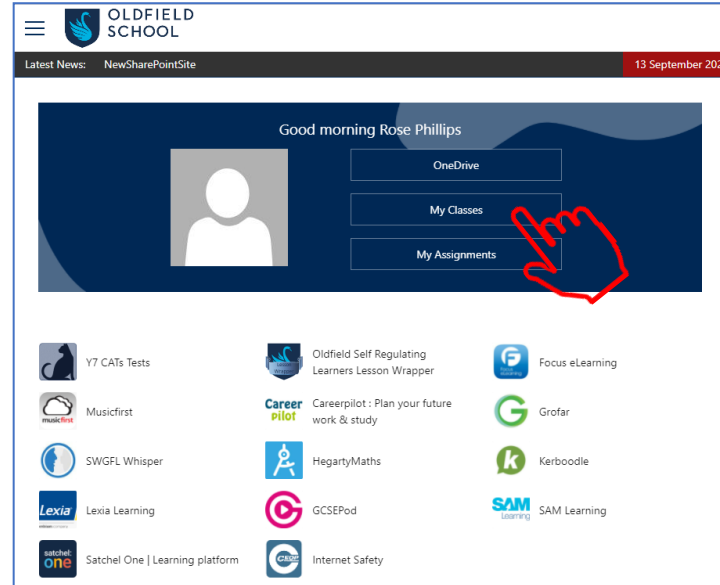 OLDFIELD
SCHOOL
Latest News: NewSharePointSite
13 September 202
Good morning Rose Phillips
OneDrive
My Classes
My Assignments
Y7 CATs Tests
Oldfield Self Regulating
Learners Lesson Wrapper
Focus eLearning
musicfirst
Musicfirst
Career
pilot
Careerpilot : Plan your future
work & study
Grofar
SWGFL Whisper
HegartyMaths
Kerboodle
Lexia
Lexia Learning
GCSEPod
SAM
Learning
SAM Learning
satchel:
one
Satchel One | Learning platform
CEOP
Internet Safety